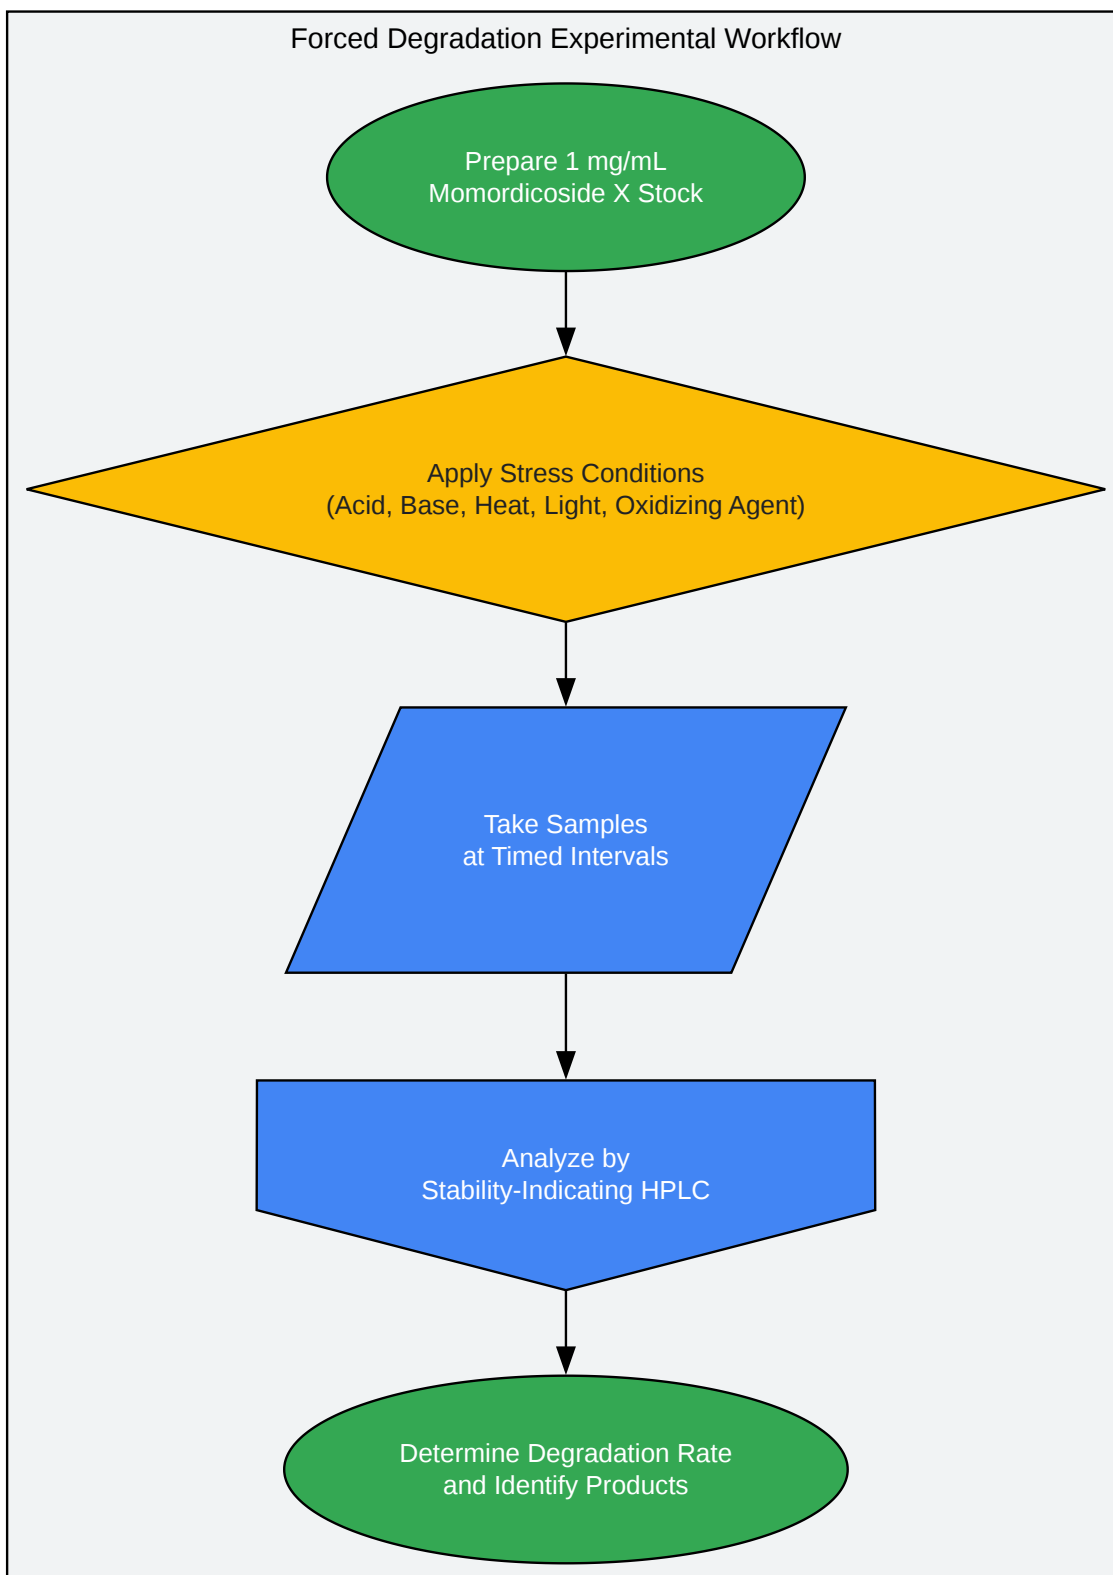 Forced Degradation Experimental Workflow
Prepare 1 mg/mL
Momordicoside X Stock
Apply Stress Conditions
(Acid, Base, Heat, Light, Oxidizing Agent)
Take Samples
at Timed Intervals
Analyze by
Stability-Indicating HPLC
Determine Degradation Rate
and Identify Products